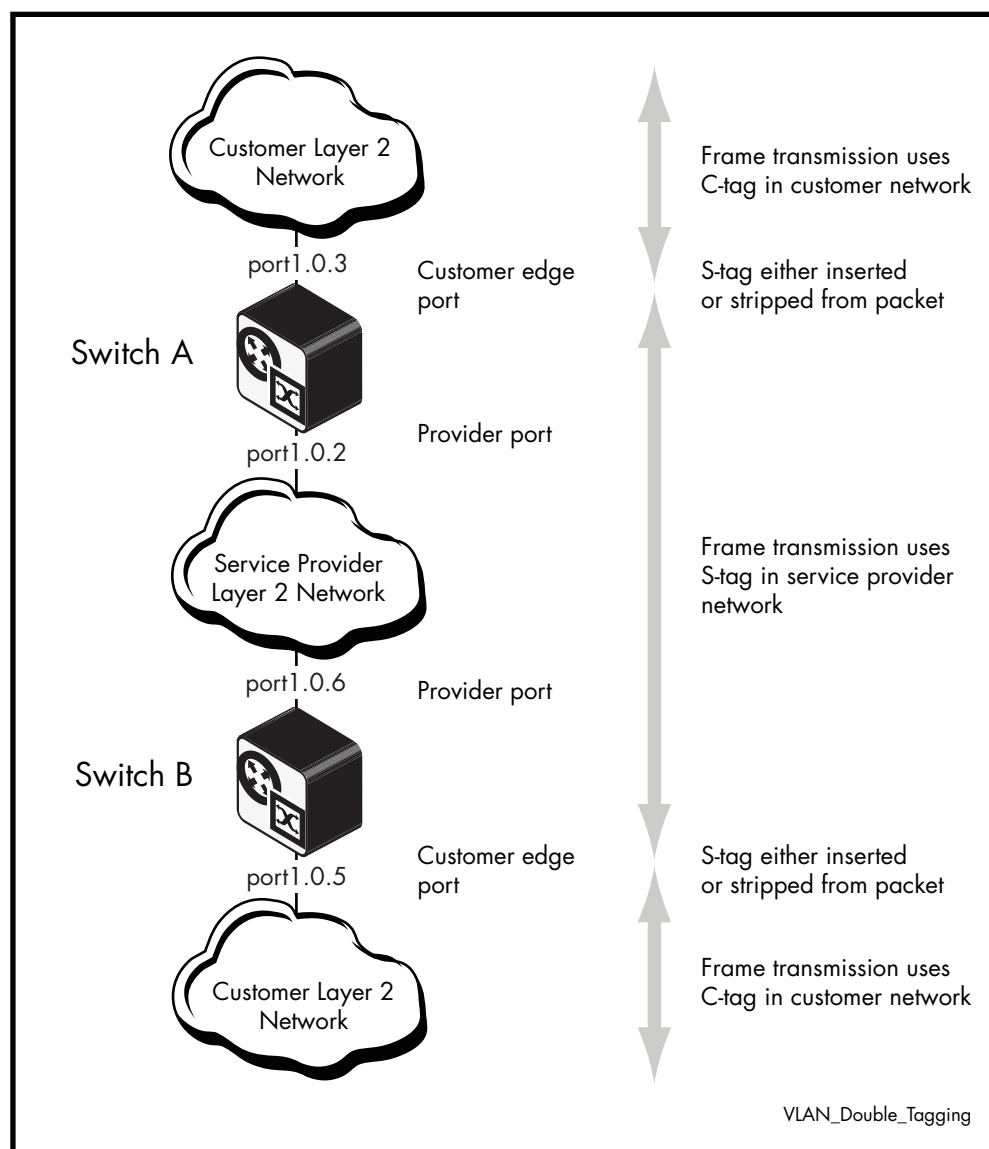 Customer Layer 2
Network
Frame transmission uses
C-tag in customer network
port1.0.3
Customer edge
port
S-tag either inserted
or stripped from packet
Switch A
Provider port
port1.0.2
Service Provider
Layer 2 Network
Frame transmission uses
S-tag in service provider
network
port1.0.6
Provider port
Switch B
Customer edge
port
S-tag either inserted
or stripped from packet
port1.0.5
Customer Layer 2
Network
Frame transmission uses
C-tag in customer network
VLAN_Double_Tagging